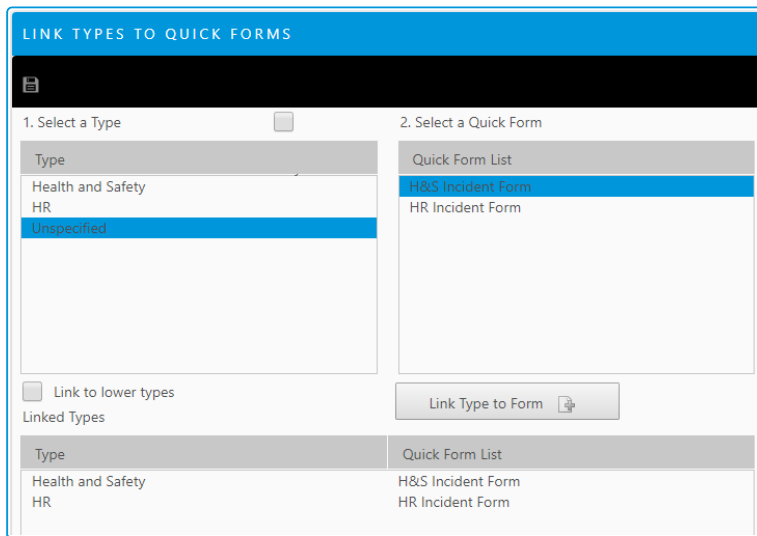 LINK TYPES TO QUICK FORMS
1. Select a Type
2. Select a Quick Form
Type
Quick Form List
Health and Safety
HR
Unspecified
H&S Incident Form
HR Incident Form
Link to lower types
Link Type to Form
Linked Types
Type Quick Form List
Health and Safety H&S Incident Form
HR HR Incident Form